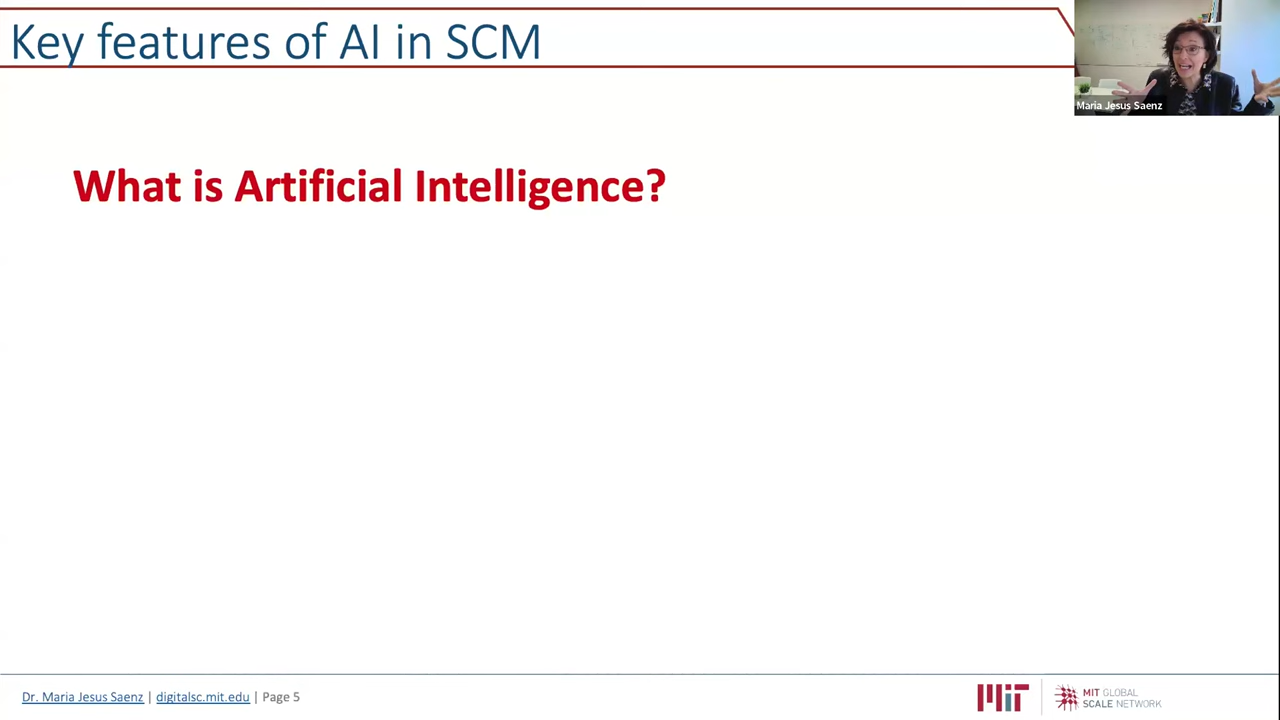 Key features of AI in SCM
Maria Jesus Saenz
What is Artificial Intelligence?
Dr. Maria Jesus Saenz | digitalsc.mit.edu | Page 5
MIT
MIT GLOBAL
SCALE NETWORK